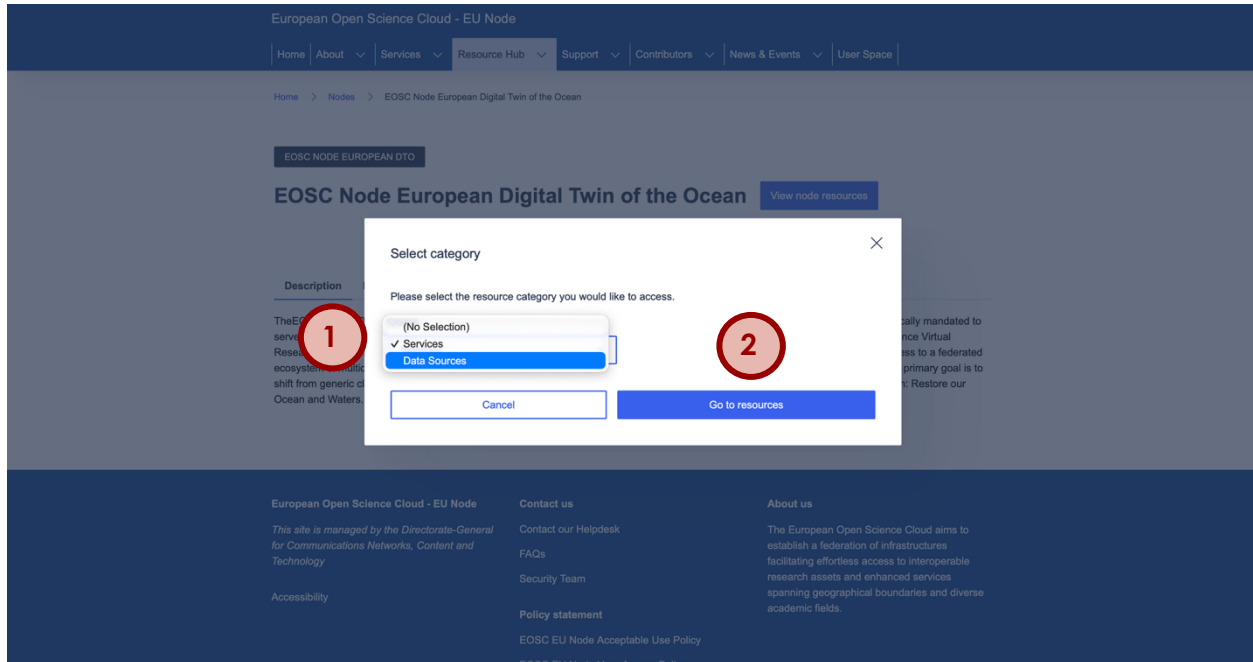 European Open Science Cloud - EU Node
Home About Services Resource Hub Support Contributors News & Events User Space
Home > Nodes > EOSC Node European Digital Twin of the Ocean
EOSC NODE EUROPEAN DTO
EOSC Node European Digital Twin of the Ocean View node resources
Select category
Description
Please select the resource category you would like to access.
(No Selection)
✓ Services
Data Sources
1
2
cally mandated to
serve nce Virtual
ess to a federated
ecosystem primary goal is to
shift from generic n: Restore our
Ocean and Waters.
Cancel Go to resources
European Open Science Cloud - EU Node
This site is managed by the Directorate-General
for Communications Networks, Content and
Technology
Accessibility
Contact us
Contact our Helpdesk
FAQs
Security Team
Policy statement
EOSC EU Node Acceptable Use Policy
About us
The European Open Science Cloud aims to
establish a federation of infrastructures
facilitating effortless access to interoperable
research assets and enhanced services
spanning geographical boundaries and diverse
academic fields.